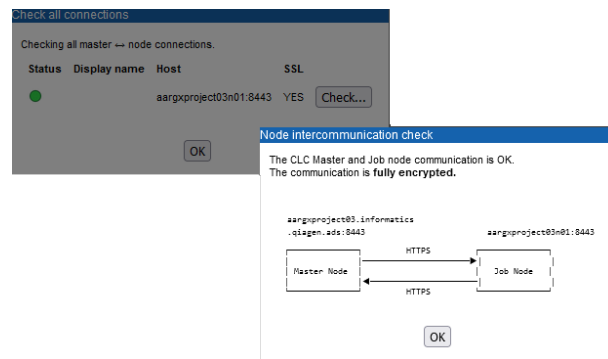 Check all connections
Checking all master ↔ node connections.
Status Display name Host SSL
aargxproject03n01:8443 YES Check...
OK
Node intercommunication check
The CLC Master and Job node communication is OK.
The communication is fully encrypted.
aargxproject03.informatics
.qiagen.ads:8443
aargxproject03n01:8443
HTTPS
Master Node
Job Node
HTTPS
OK